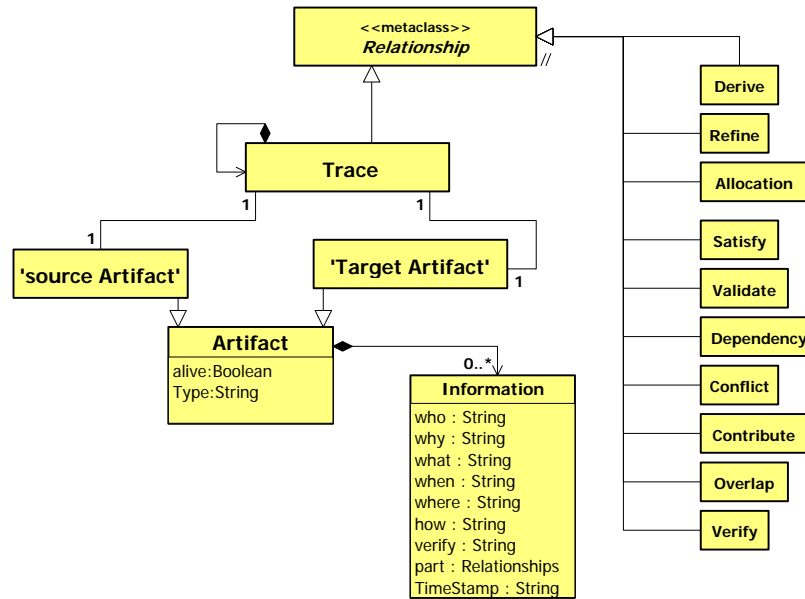 <<metaclass>>
Relationship
//
Derive
Refine
Allocation
Satisfy
Validate
Dependency
Conflict
Contribute
Overlap
Verify
Trace
1
1
1
1
'source Artifact'
'Target Artifact'
Artifact
alive:Boolean
Type:String
0..*
Information
who : String
why : String
what : String
when : String
where : String
how : String
verify : String
part : Relationships
TimeStamp : String